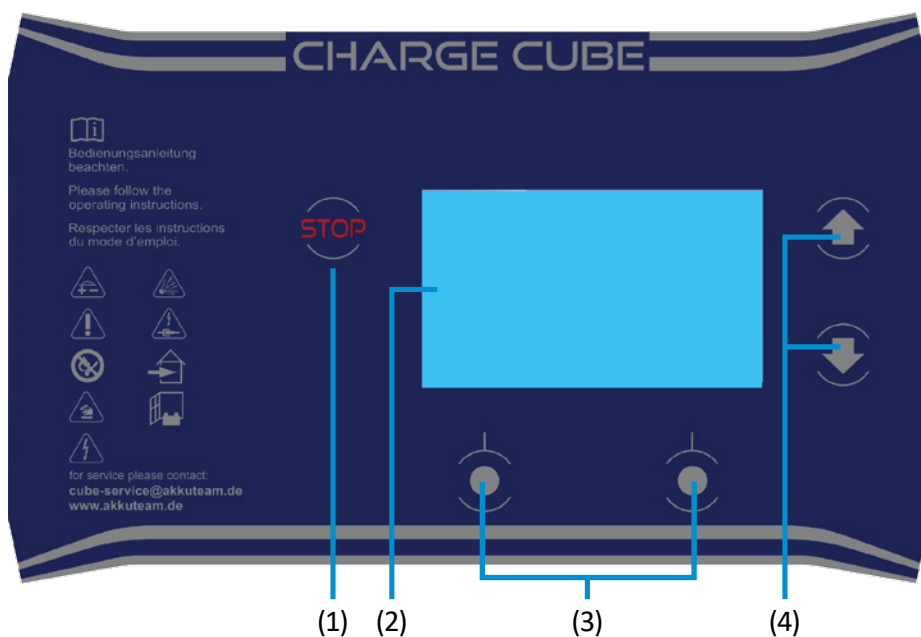 CHARGE CUBE
Bedienungsanleitung
beachten.
Please follow the
operating instructions.
Respecter les instructions
du mode d'emploi.
STOP
for service please contact:
cube-service@akkuteam.de
www.akkuteam.de
(1) (2) (3) (4)